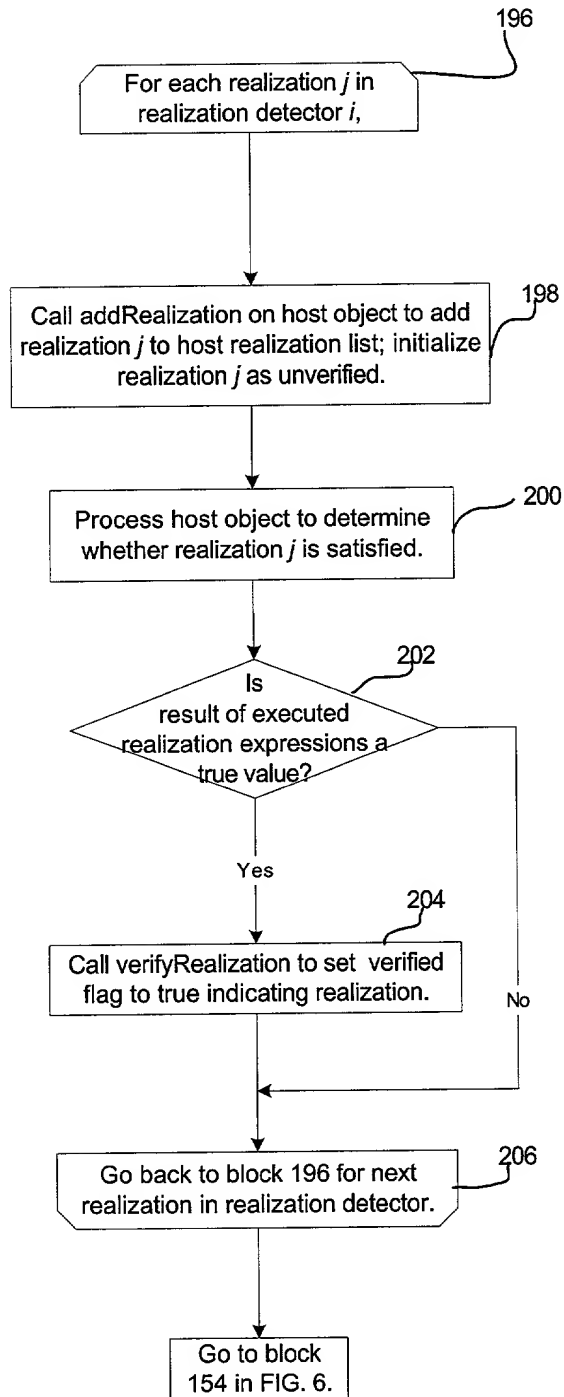 196
For each realization j in
realization detector i,
Call addRealization on host object to add
realization j to host realization list; initialize
realization j as unverified.
198
Process host object to determine
whether realization j is satisfied.
200
202
Is
result of executed
realization expressions a
true value?
Yes
204
Call verifyRealization to set verified
flag to true indicating realization.
No
Go back to block 196 for next
realization in realization detector.
206
Go to block
154 in FIG. 6.